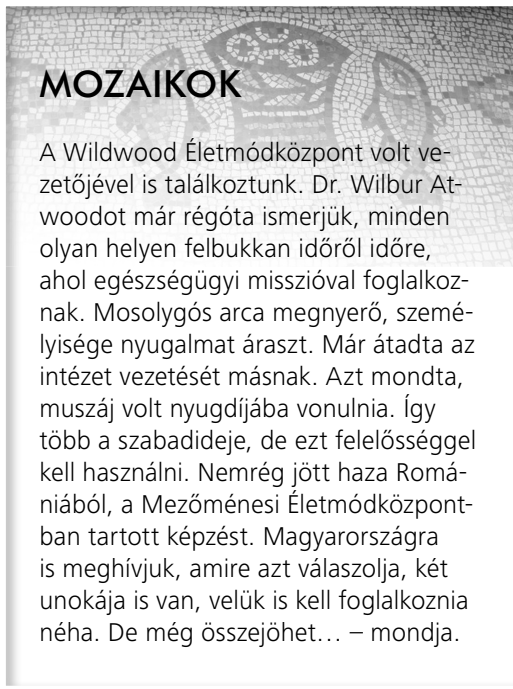 MOZAIKOK
A Wildwood Életmódközpont volt ve-
zetőjével is találkoztunk. Dr. Wilbur At-
woodot már régóta ismerjük, minden
olyan helyen felbukkan időről időre,
ahol egészségügyi misszióval foglalkoz-
nak. Mosolygós arca megnyerő, szemé-
lyisége nyugalmat áraszt. Már átadta az
intézet vezetését másnak. Azt mondta,
muszáj volt nyugdíjába vonulnia. Így
több a szabadideje, de ezt felelősséggel
kell használni. Nemrég jött haza Romá-
niából, a Mezőménesi Életmódközpont-
ban tartott képzést. Magyarországra
is meghívjuk, amire azt válaszolja, két
unokája is van, velük is kell foglalkoznia
néha. De még összejöhet… – mondja.